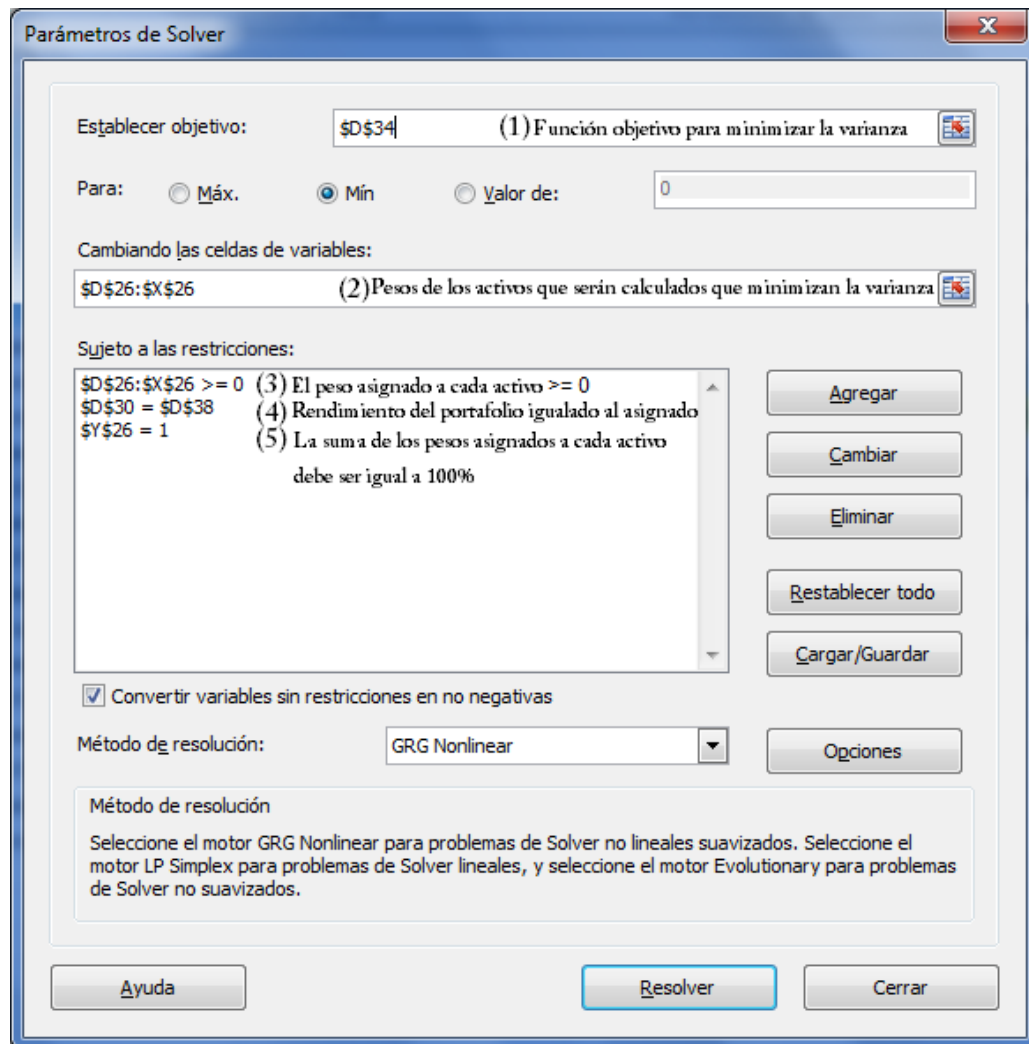 Parámetros de Solver
Establecer objetivo: $D$34 (1) Función objetivo para minimizar la varianza
Para: Máx. Mín Valor de: 0
Cambiando las celdas de variables:
$D$26:$X$26 (2) Pesos de los activos que serán calculados que minimizan la varianza
Sujeto a las restricciones:
$D$26:$X$26 >= 0 (3) El peso asignado a cada activo >= 0
$D$30 = $D$38 (4) Rendimiento del portafolio igualado al asignado
$Y$26 = 1 (5) La suma de los pesos asignados a cada activo
debe ser igual a 100%
Agregar
Cambiar
Eliminar
Restablecer todo
Cargar/Guardar
Convertir variables sin restricciones en no negativas
Método de resolución: GRG Nonlinear Opciones
Método de resolución
Seleccione el motor GRG Nonlinear para problemas de Solver no lineales suavizados. Seleccione el
motor LP Simplex para problemas de Solver lineales, y seleccione el motor Evolutionary para problemas
de Solver no suavizados.
Ayuda Resolver Cerrar